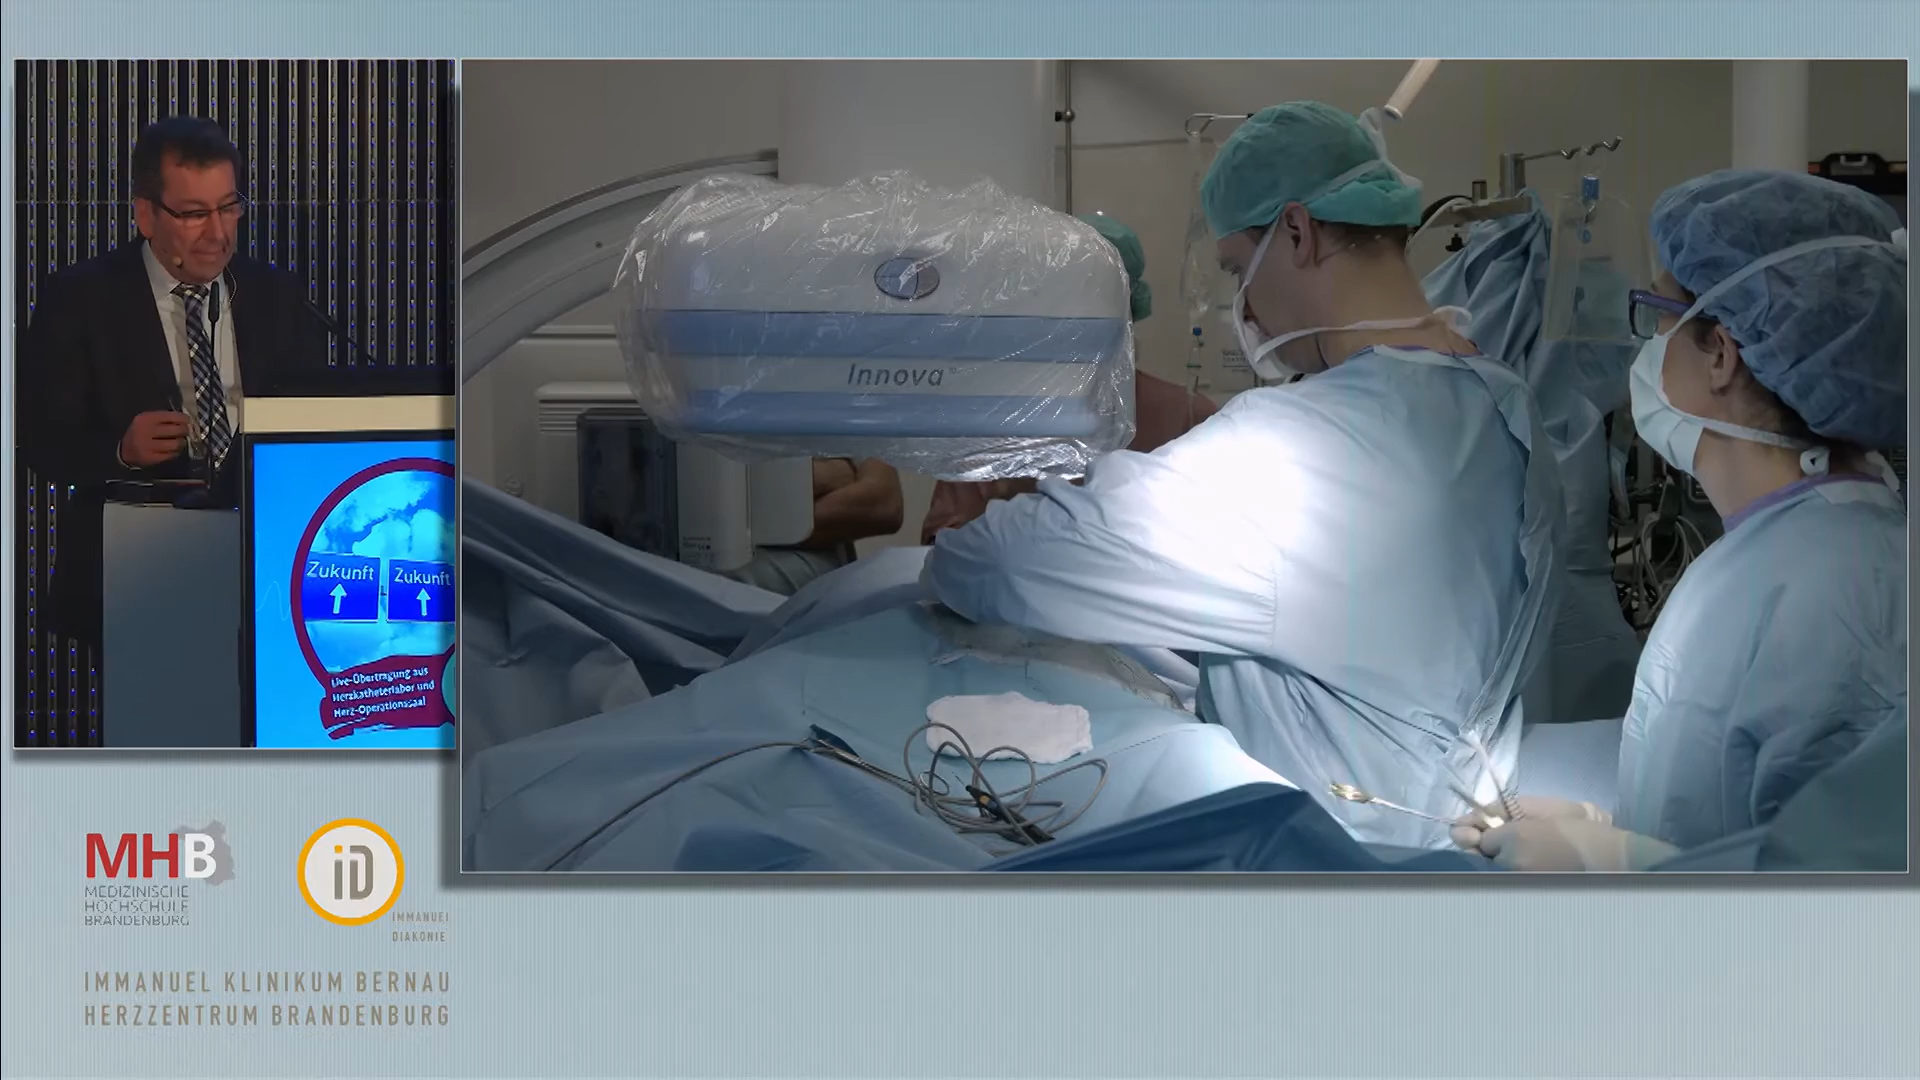 Innova
Zukunft
Zukunft
Live-Übertragung aus
Herzkatheterlabor und
Herz-Operationssaal
MHB
MEDIZINISCHE
HOCHSCHULE
BRANDENBURG
iD
IMMANUEL
DIAKONIE
IMMANUEL KLINIKUM BERNAU
HERZZENTRUM BRANDENBURG